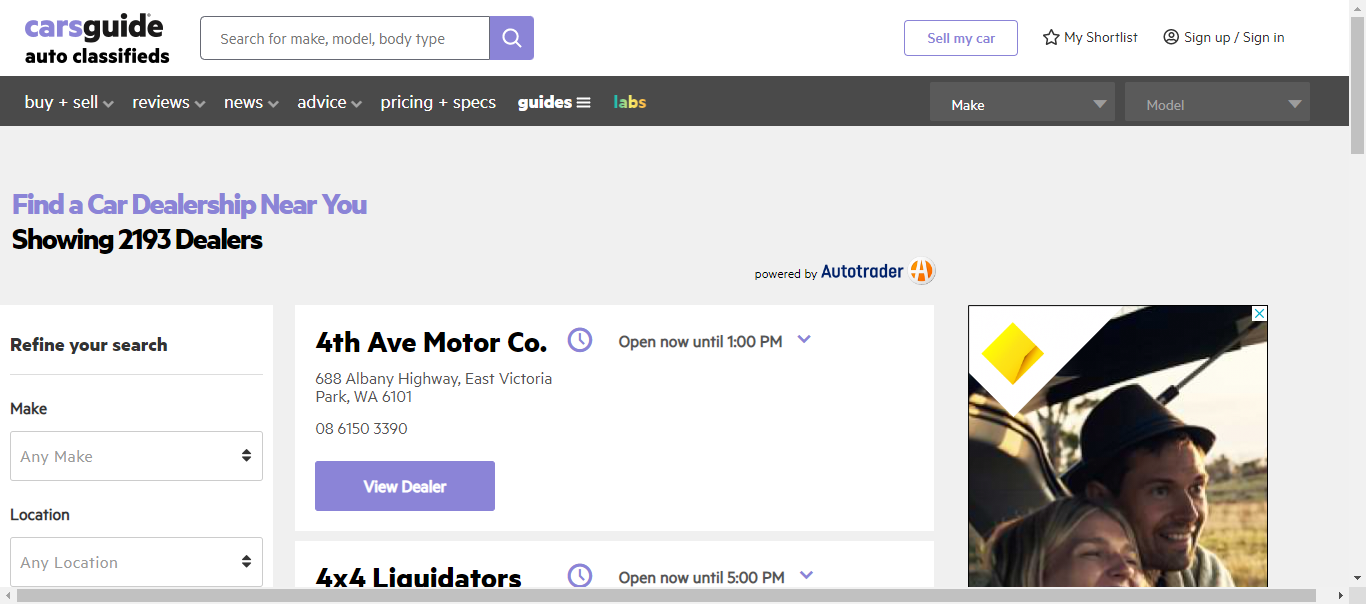 carsguide
auto classifieds
Search for make, model, body type
Sell my car
My Shortlist
Sign up / Sign in
buy + sell
reviews
news
advice
pricing + specs
guides
labs
Make
Model
Find a Car Dealership Near You
Showing 2193 Dealers
powered by Autotrader
Refine your search
Make
Any Make
Location
Any Location
4th Ave Motor Co.
Open now until 1:00 PM
688 Albany Highway, East Victoria
Park, WA 6101
08 6150 3390
View Dealer
4x4 Liquidators
Open now until 5:00 PM